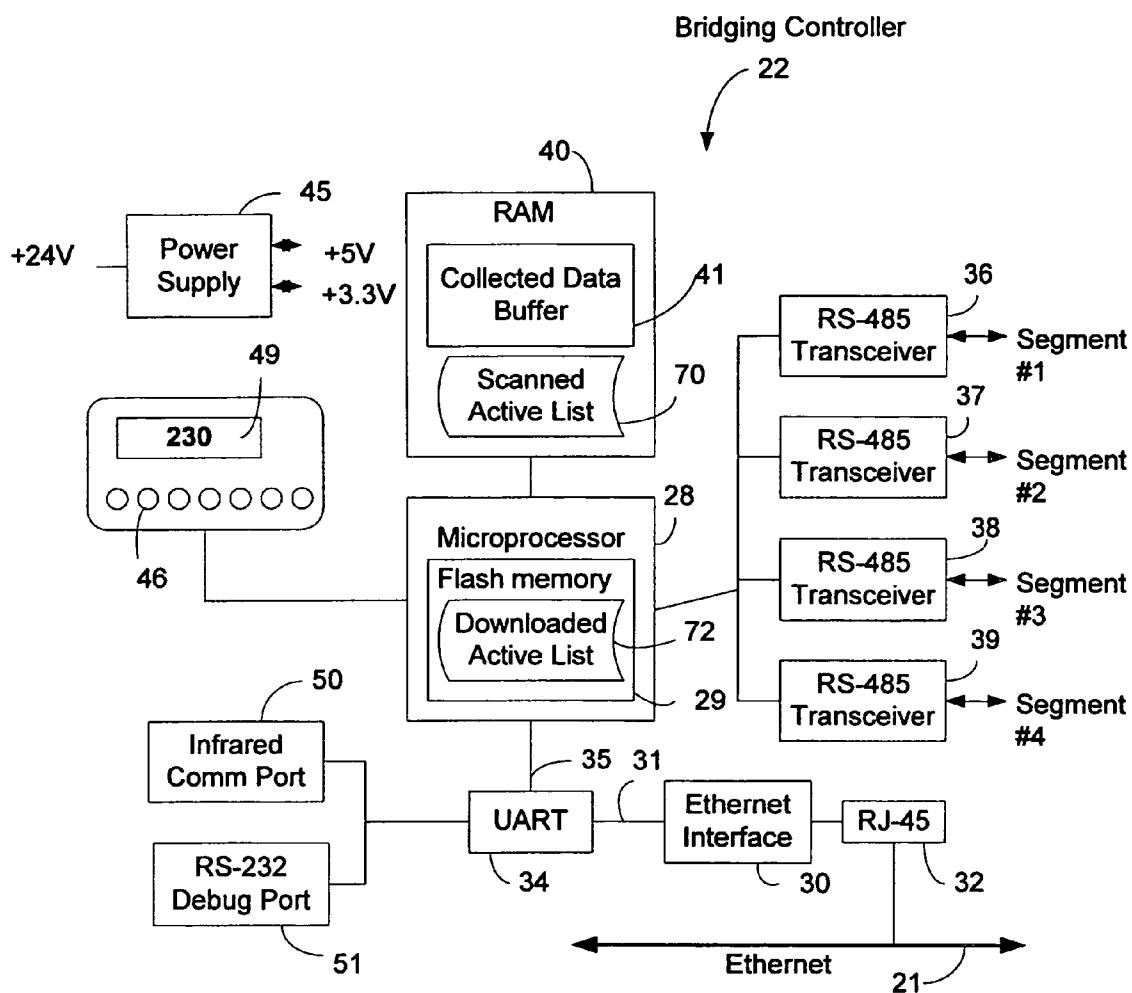 Bridging Controller
22
40
45
RAM
+24V
Power
Supply
+5V
+3.3V
Collected Data
Buffer
41
Scanned
Active List
70
36
RS-485
Transceiver
Segment
#1
49
230
46
37
RS-485
Transceiver
Segment
#2
28
Microprocessor
Flash memory
Downloaded
Active List
72
29
38
RS-485
Transceiver
Segment
#3
39
RS-485
Transceiver
Segment
#4
50
Infrared
Comm Port
35
31
UART
34
Ethernet
Interface
30
RJ-45
32
RS-232
Debug Port
51
Ethernet
21